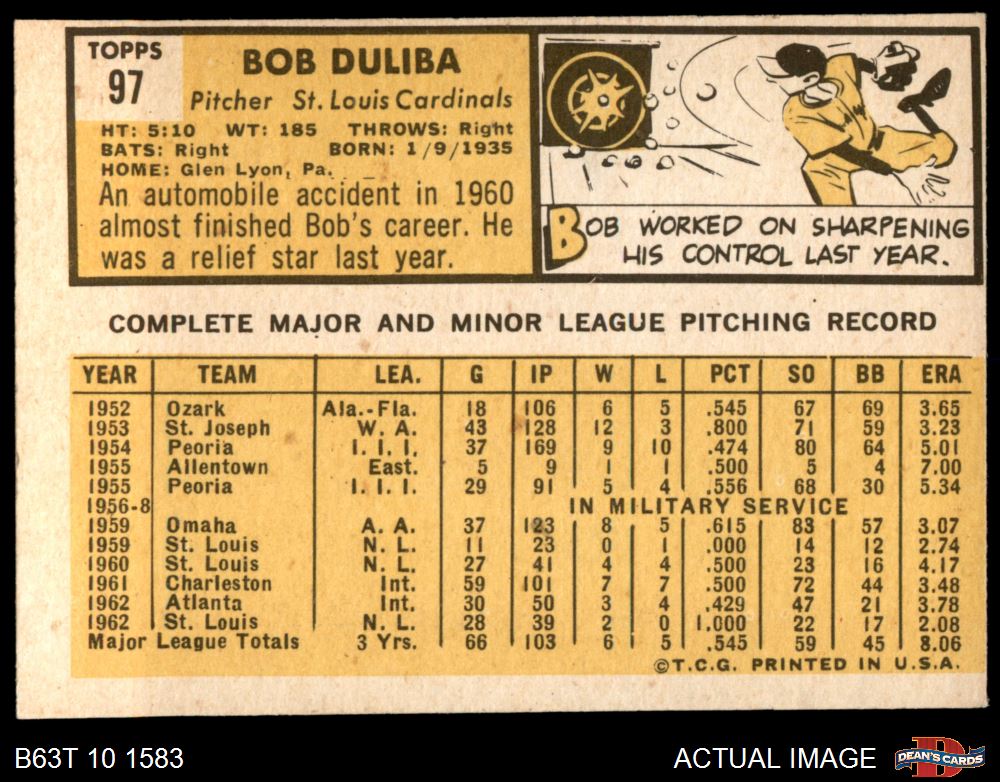 TOPPS
97
BOB DULIBA
Pitcher St. Louis Cardinals
HT: 5:10 WT: 185 THROWS: Right
BATS: Right BORN: 1/9/1935
HOME: Glen Lyon, Pa.
An automobile accident in 1960
almost finished Bob's career. He
was a relief star last year.
BOB WORKED ON SHARPENING
HIS CONTROL LAST YEAR.
COMPLETE MAJOR AND MINOR LEAGUE PITCHING RECORD
YEAR TEAM LEA. G IP W L PCT SO BB ERA
1952 Ozark Ala.-Fla. 18 106 6 5 .545 67 69 3.65
1953 St. Joseph W. A. 43 128 12 3 .800 71 59 3.23
1954 Peoria I. I. I. 37 169 9 10 .474 80 64 5.01
1955 Allentown East. 5 9 1 1 .500 5 4 7.00
1955 Peoria I. I. I. 29 91 5 4 .556 68 30 5.34
1956-8 IN MILITARY SERVICE
1959 Omaha A. A. 37 123 8 5 .615 83 57 3.07
1959 St. Louis N. L. 11 23 0 1 .000 14 12 2.74
1960 St. Louis N. L. 27 41 4 4 .500 23 16 4.17
1961 Charleston Int. 59 101 7 7 .500 72 44 3.48
1962 Atlanta Int. 30 50 3 4 .429 47 21 3.78
1962 St. Louis N. L. 28 39 2 0 1.000 22 17 2.08
Major League Totals 3 Yrs. 66 103 6 5 .545 59 45 3.06
©T.C.G. PRINTED IN U.S.A.
B63T 10 1583
ACTUAL IMAGE
D
DEAN'S CARDS